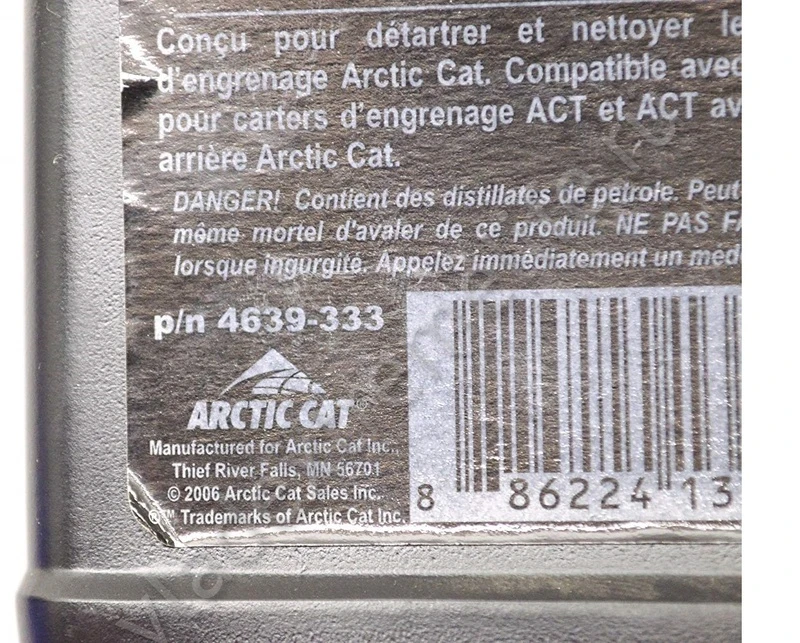 Conçu pour détartrer et nettoyer le
d'engrenage Arctic Cat. Compatible avec
pour carters d'engrenage ACT et ACT av
arrière Arctic Cat.
DANGER! Contient des distillates de petrole. Peut
même mortel d'avaler de ce produit. NE PAS FA
lorsque ingurgité. Appelez immédiatement un méd
p/n 4639-333
ARCTIC CAT®
Manufactured for Arctic Cat Inc.,
Thief River Falls, MN 56701
© 2006 Arctic Cat Sales Inc.
®™ Trademarks of Arctic Cat Inc.
8 86224 13